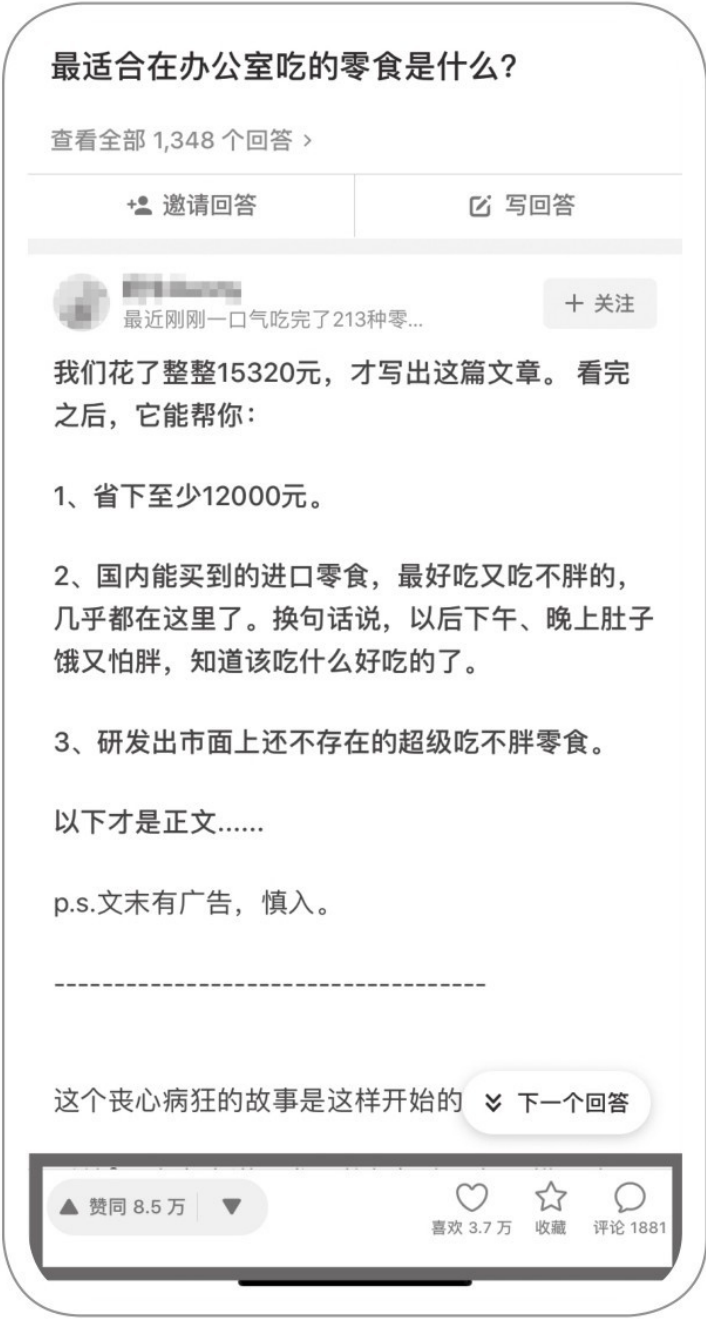 最适合在办公室吃的零食是什么?
查看全部 1,348 个回答 >
邀请回答
写回答
最近刚刚一口气吃完了213种零...
+ 关注
我们花了整整15320元，才写出这篇文章。 看完
之后，它能帮你：
1、省下至少12000元。
2、国内能买到的进口零食，最好吃又吃不胖的，
几乎都在这里了。换句话说，以后下午、晚上肚子
饿又怕胖，知道该吃什么好吃的了。
3、研发出市面上还不存在的超级吃不胖零食。
以下才是正文......
p.s.文末有广告，慎入。
------------------------------------
这个丧心病狂的故事是这样开始的
下一个回答
赞同 8.5 万
喜欢 3.7 万
收藏
评论 1881